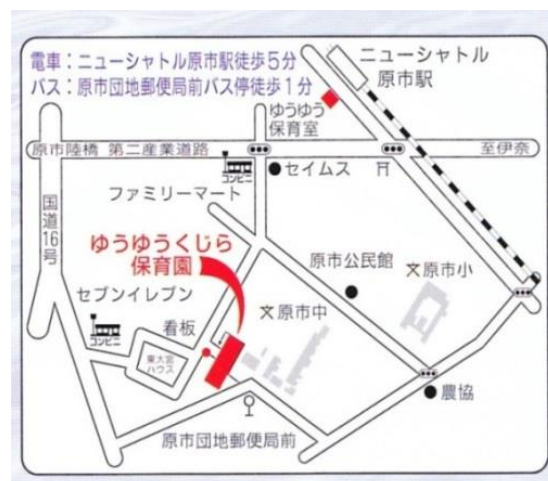 電車：ニューシャトル原市駅徒歩5分
バス：原市団地郵便局前バス停徒歩1分
ニューシャトル
原市駅
ゆうゆう
保育室
原市陸橋 第二産業道路
至伊奈
コンビニ
セイムス
ファミリーマート
国道16号
ゆうゆうくじら
保育園
原市公民館
文原市小
セブンイレブン
コンビニ
看板
文原市中
東大宮
ハウス
農協
原市団地郵便局前